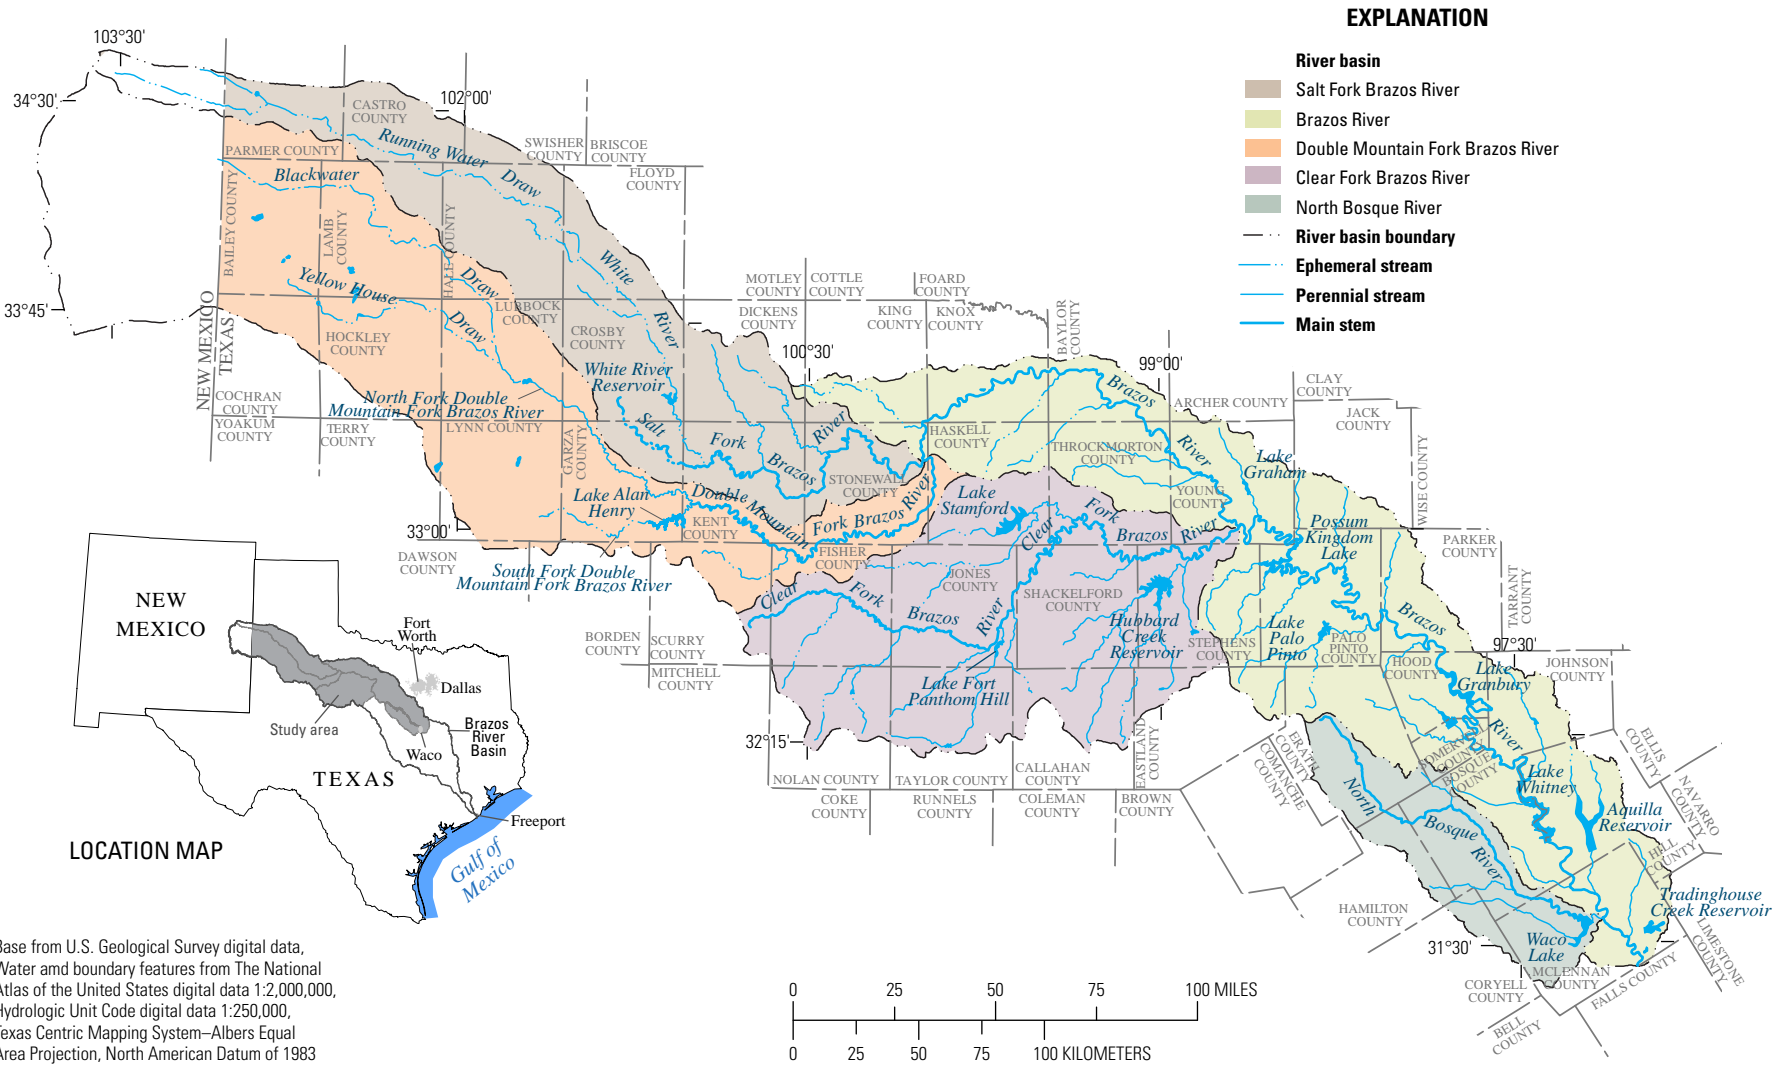 EXPLANATION
River basin
Salt Fork Brazos River
Brazos River
Double Mountain Fork Brazos River
Clear Fork Brazos River
North Bosque River
River basin boundary
Ephemeral stream
Perennial stream
Main stem
103°30'
34°30'
102°00'
33°45'
100°30'
99°00'
33°00'
97°30'
32°15'
31°30'
CASTRO
COUNTY
Running Water
Draw
SWISHER
COUNTY
BRISCOE
COUNTY
FLOYD
COUNTY
PARMER COUNTY
Blackwater
Draw
BAILEY COUNTY
LAMB
COUNTY
HALE COUNTY
White
River
Yellow House
Draw
LUBBOCK
COUNTY
CROSBY
COUNTY
HOCKLEY
COUNTY
NEW MEXICO
TEXAS
COCHRAN
COUNTY
YOAKUM
COUNTY
TERRY
COUNTY
LYNN COUNTY
GARZA
COUNTY
North Fork Double
Mountain Fork Brazos River
White River
Reservoir
MOTLEY
COUNTY
COTTLE
COUNTY
FOARD
COUNTY
DICKENS
COUNTY
KING
COUNTY
KNOX
COUNTY
BAYLOR
COUNTY
Salt
Fork
Brazos
River
STONEWALL
COUNTY
HASKELL
COUNTY
THROCKMORTON
COUNTY
YOUNG
COUNTY
ARCHER COUNTY
CLAY
COUNTY
JACK
COUNTY
WISE COUNTY
Brazos
River
Lake
Graham
Lake Alan
Henry
Double
Mountain
Fork Brazos
River
KENT
COUNTY
FISHER
COUNTY
DAWSON
COUNTY
South Fork Double
Mountain Fork Brazos River
BORDEN
COUNTY
SCURRY
COUNTY
MITCHELL
COUNTY
Lake
Stamford
Clear
Fork
Brazos
River
JONES
COUNTY
SHACKELFORD
COUNTY
Clear
Fork
Brazos
River
Hubbard
Creek
Reservoir
Lake Fort
Panthom Hill
STEPHENS
COUNTY
Possum
Kingdom
Lake
PARKER
COUNTY
TARRANT
COUNTY
Lake
Palo
Pinto
PALO
PINTO
COUNTY
Brazos
River
HOOD
COUNTY
JOHNSON
COUNTY
Lake
Granbury
SOMERVELL
COUNTY
BOSQUE
COUNTY
ELLIS
COUNTY
NAVARRO
COUNTY
EASTLAND
COUNTY
ERATH
COUNTY
COMANCHE
COUNTY
NOLAN COUNTY
TAYLOR COUNTY
CALLAHAN
COUNTY
COKE
COUNTY
RUNNELS
COUNTY
COLEMAN
COUNTY
BROWN
COUNTY
North
Bosque
River
Lake
Whitney
Aquilla
Reservoir
HILL
COUNTY
HAMILTON
COUNTY
Tradinghouse
Creek Reservoir
LIMESTONE
COUNTY
Waco
Lake
MCLENNAN
COUNTY
CORYELL
COUNTY
FALLS COUNTY
BELL
COUNTY
NEW
MEXICO
Fort
Worth
Dallas
Study area
Waco
Brazos
River
Basin
TEXAS
Freeport
Gulf of
Mexico
LOCATION MAP
Base from U.S. Geological Survey digital data,
Water and boundary features from The National
Atlas of the United States digital data 1:2,000,000,
Hydrologic Unit Code digital data 1:250,000,
Texas Centric Mapping System–Albers Equal
Area Projection, North American Datum of 1983
0 25 50 75 100 MILES
0 25 50 75 100 KILOMETERS